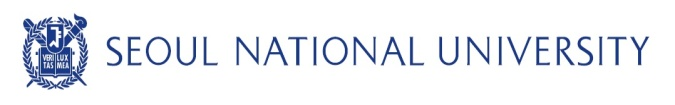 VERI LUX
TAS MEA
SEOUL NATIONAL UNIVERSITY